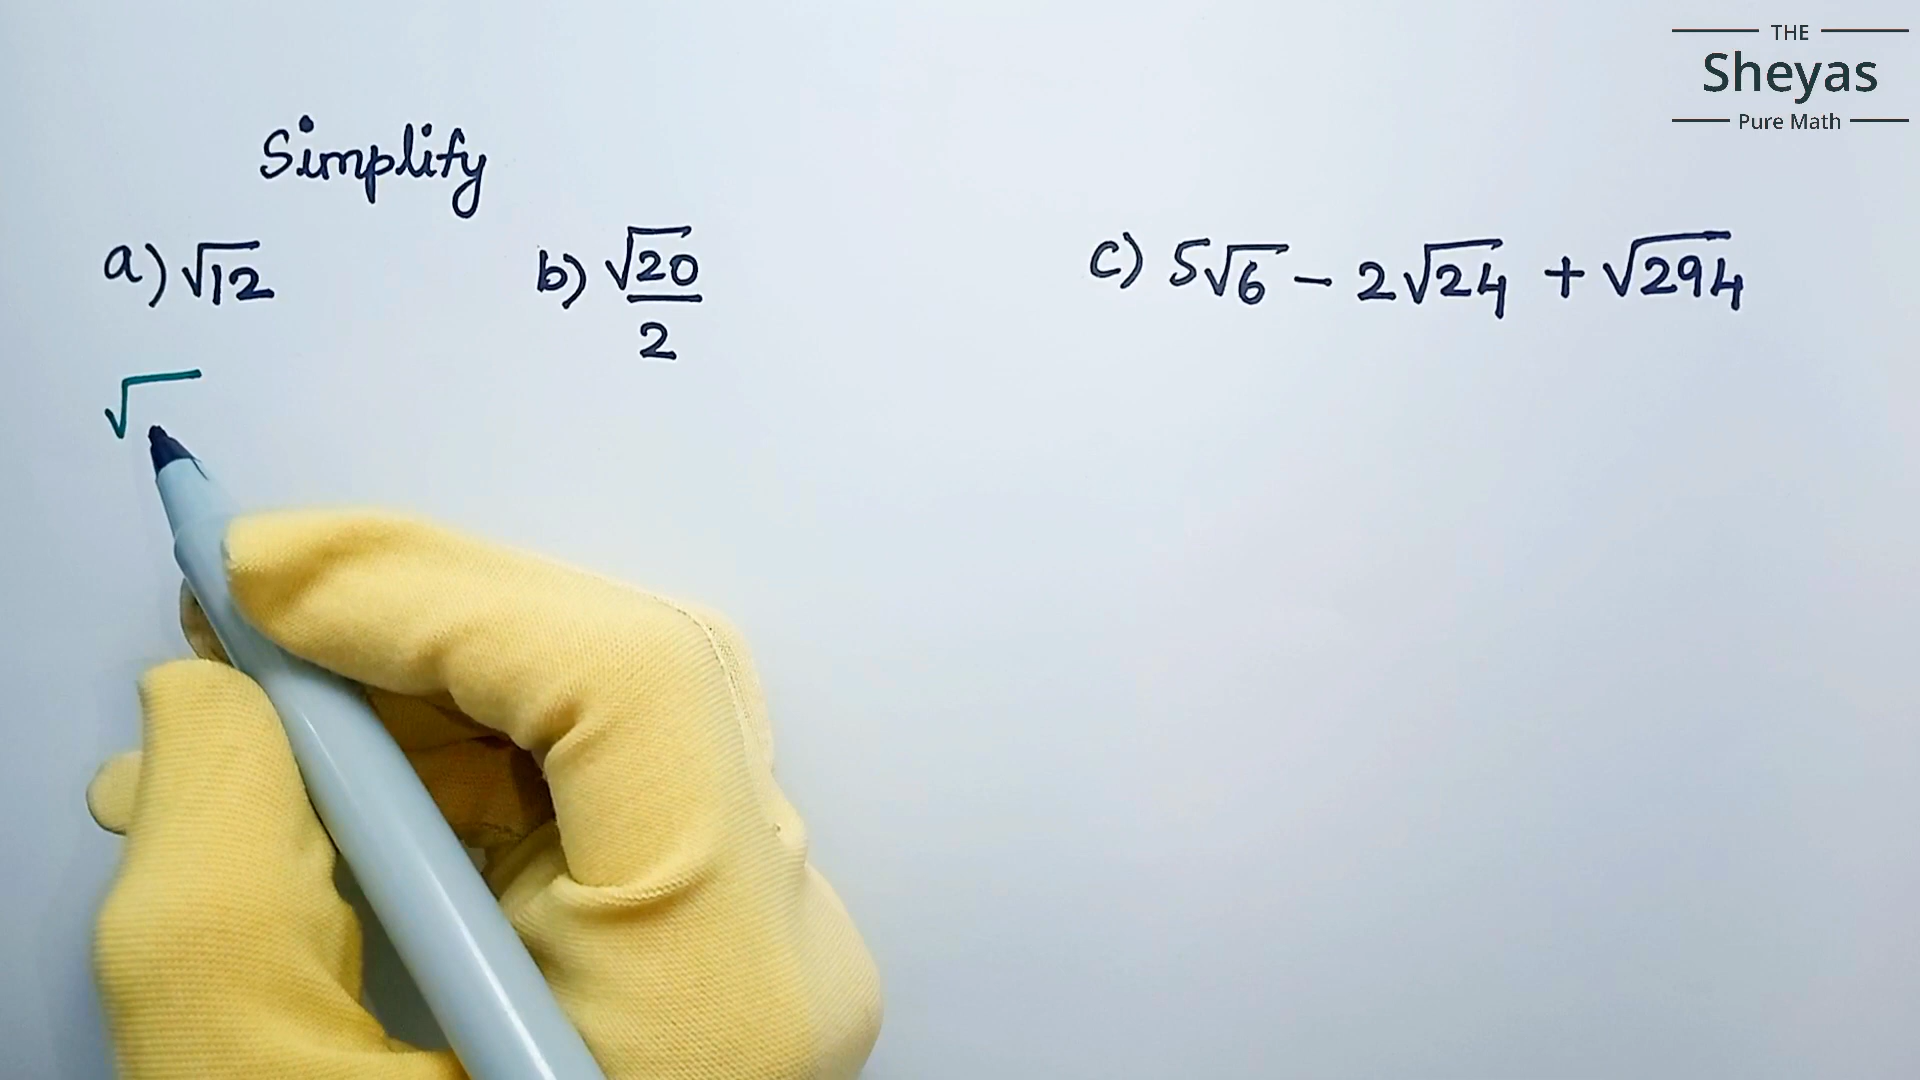 THE
Sheyas
Pure Math
Simplify
a) √12
b) √20/2
c) 5√6 − 2√24 + √294
√